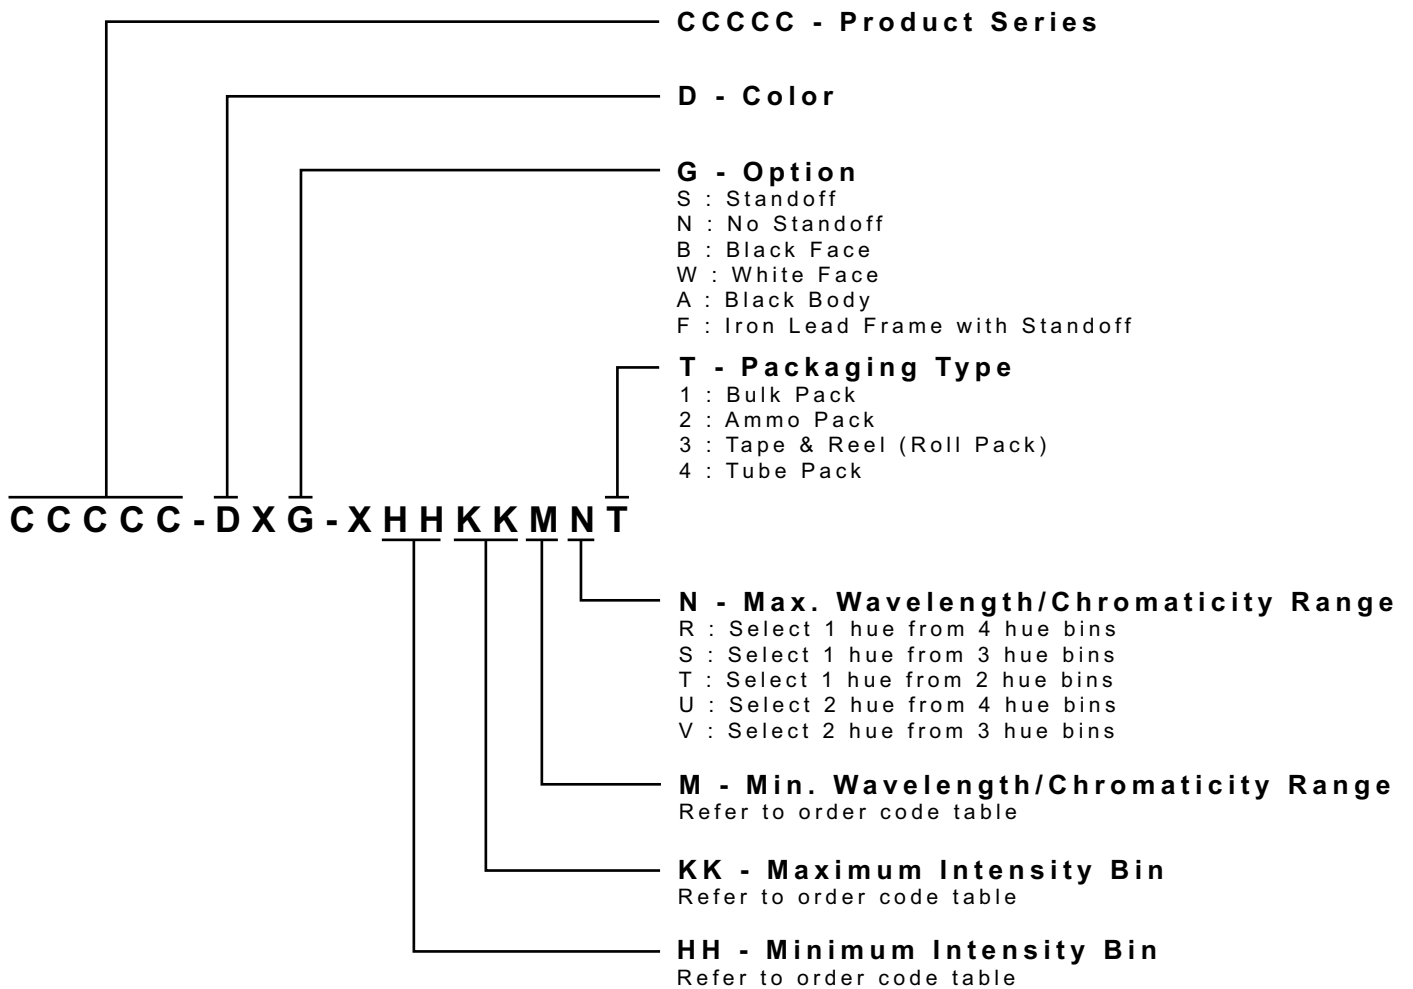 CCCCC - Product Series
D - Color
G - Option
S : Standoff
N : No Standoff
B : Black Face
W : White Face
A : Black Body
F : Iron Lead Frame with Standoff
T - Packaging Type
1 : Bulk Pack
2 : Ammo Pack
3 : Tape & Reel (Roll Pack)
4 : Tube Pack
CCCCC-DXG-XHHKKMNT
N - Max. Wavelength/Chromaticity Range
R : Select 1 hue from 4 hue bins
S : Select 1 hue from 3 hue bins
T : Select 1 hue from 2 hue bins
U : Select 2 hue from 4 hue bins
V : Select 2 hue from 3 hue bins
M - Min. Wavelength/Chromaticity Range
Refer to order code table
KK - Maximum Intensity Bin
Refer to order code table
HH - Minimum Intensity Bin
Refer to order code table